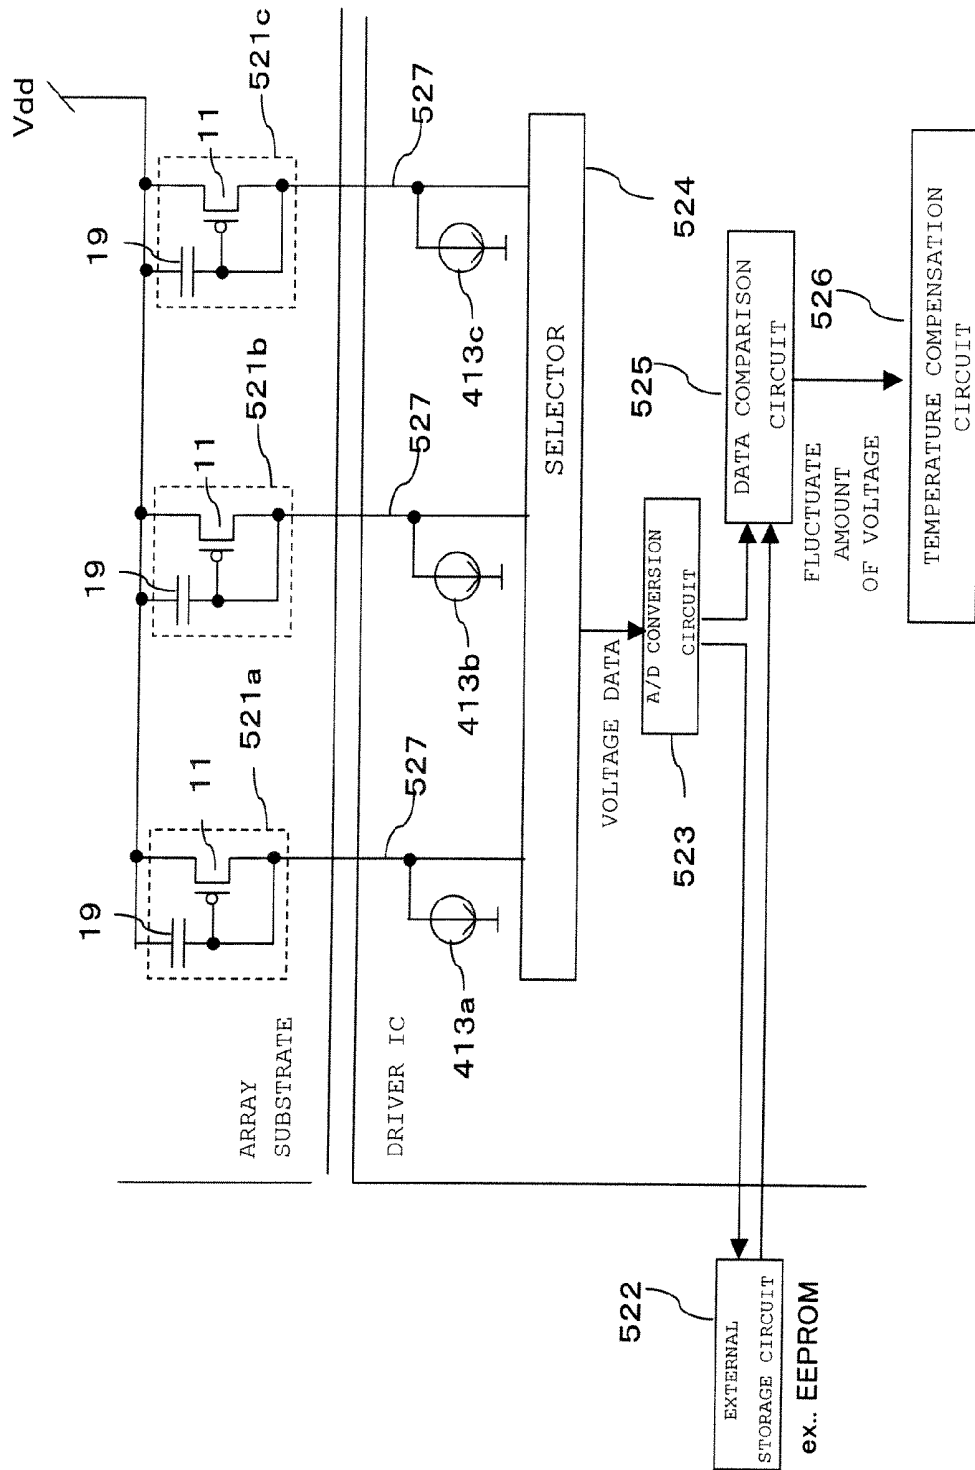 Vdd
19
11
521a
19
11
521b
19
11
521c
ARRAY
SUBSTRATE
DRIVER IC
527
527
527
413a
413b
413c
SELECTOR
524
VOLTAGE DATA
523
A/D CONVERSION
CIRCUIT
525
DATA COMPARISON
CIRCUIT
522
EXTERNAL
STORAGE CIRCUIT
ex.. EEPROM
FLUCTUATE
AMOUNT
OF VOLTAGE
526
TEMPERATURE COMPENSATION
CIRCUIT